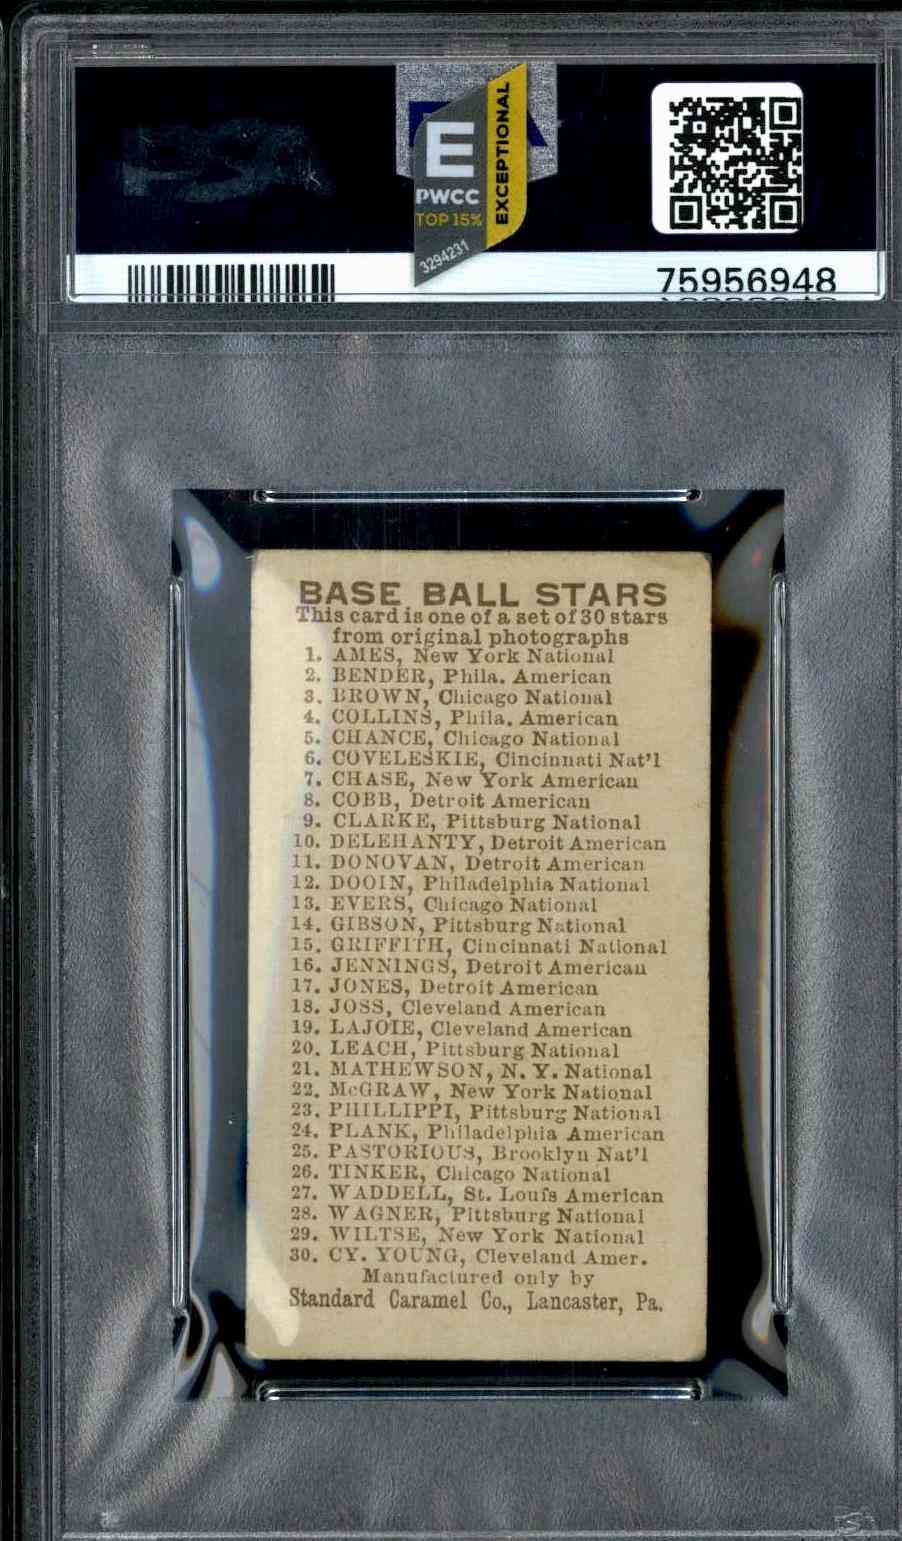 PSA
E
PWCC
TOP 15%
EXCEPTIONAL
3294231
75956948
BASE BALL STARS
This card is one of a set of 30 stars
from original photographs
1. AMES, New York National
2. BENDER, Phila. American
3. BROWN, Chicago National
4. COLLINS, Phila. American
5. CHANCE, Chicago National
6. COVELESKIE, Cincinnati Nat'l
7. CHASE, New York American
8. COBB, Detroit American
9. CLARKE, Pittsburg National
10. DELEHANTY, Detroit American
11. DONOVAN, Detroit American
12. DOOIN, Philadelphia National
13. EVERS, Chicago National
14. GIBSON, Pittsburg National
15. GRIFFITH, Cincinnati National
16. JENNINGS, Detroit American
17. JONES, Detroit American
18. JOSS, Cleveland American
19. LAJOIE, Cleveland American
20. LEACH, Pittsburg National
21. MATHEWSON, N. Y. National
22. McGRAW, New York National
23. PHILLIPPI, Pittsburg National
24. PLANK, Philadelphia American
25. PASTORIOUS, Brooklyn Nat'l
26. TINKER, Chicago National
27. WADDELL, St. Louis American
28. WAGNER, Pittsburg National
29. WILTSE, New York National
30. CY. YOUNG, Cleveland Amer.
Manufactured only by
Standard Caramel Co., Lancaster, Pa.